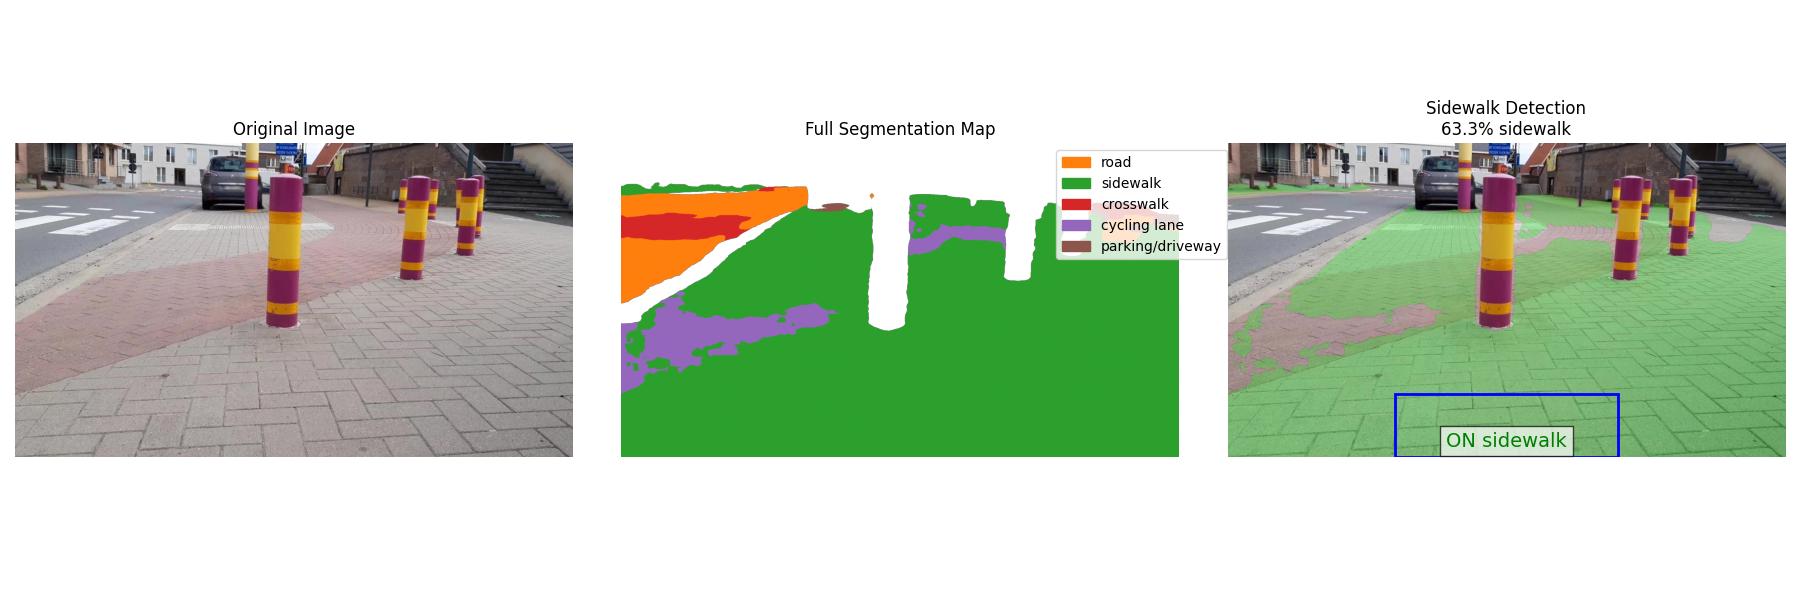 Original Image
Full Segmentation Map
road
sidewalk
crosswalk
cycling lane
parking/driveway
Sidewalk Detection
63.3% sidewalk
ON sidewalk